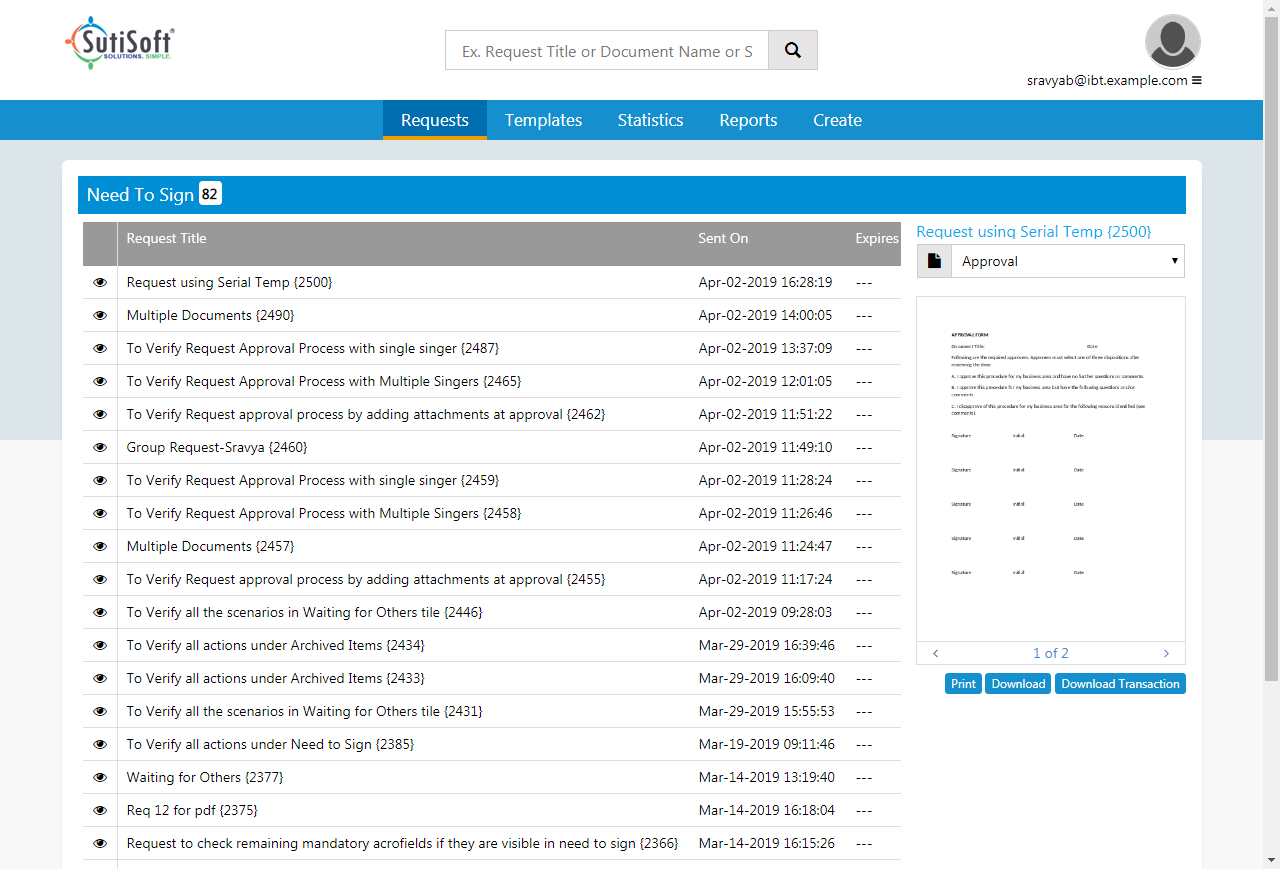 SutiSoft®
SOLUTIONS. SIMPLE.
Ex. Request Title or Document Name or S
sravyab@ibt.example.com
Requests Templates Statistics Reports Create
Need To Sign 82
Request Title Sent On Expires
Request using Serial Temp {2500} Apr-02-2019 16:28:19 ---
Multiple Documents {2490} Apr-02-2019 14:00:05 ---
To Verify Request Approval Process with single singer {2487} Apr-02-2019 13:37:09 ---
To Verify Request Approval Process with Multiple Singers {2465} Apr-02-2019 12:01:05 ---
To Verify Request approval process by adding attachments at approval {2462} Apr-02-2019 11:51:22 ---
Group Request-Sravya {2460} Apr-02-2019 11:49:10 ---
To Verify Request Approval Process with single singer {2459} Apr-02-2019 11:28:24 ---
To Verify Request Approval Process with Multiple Singers {2458} Apr-02-2019 11:26:46 ---
Multiple Documents {2457} Apr-02-2019 11:24:47 ---
To Verify Request approval process by adding attachments at approval {2455} Apr-02-2019 11:17:24 ---
To Verify all the scenarios in Waiting for Others tile {2446} Apr-02-2019 09:28:03 ---
To Verify all actions under Archived Items {2434} Mar-29-2019 16:39:46 ---
To Verify all actions under Archived Items {2433} Mar-29-2019 16:09:40 ---
To Verify all the scenarios in Waiting for Others tile {2431} Mar-29-2019 15:55:53 ---
To Verify all actions under Need to Sign {2385} Mar-19-2019 09:11:46 ---
Waiting for Others {2377} Mar-14-2019 13:19:40 ---
Req 12 for pdf {2375} Mar-14-2019 16:18:04 ---
Request to check remaining mandatory acrofields if they are visible in need to sign {2366} Mar-14-2019 16:15:26 ---
Request using Serial Temp {2500}
Approval
APPROVAL FORM
Document Title: Date:
Following are the required approvers. Approvers must select one of three dispositions after
reviewing the item:
A. I approve this procedure for my business area and have no further questions or comments.
B. I approve this procedure for my business area but have the following questions and/or
comments.
C. I disapprove of this procedure for my business area for the following reasons identified (see
comments).
Signature Initial Date
Signature Initial Date
Signature Initial Date
Signature Initial Date
Signature Initial Date
1 of 2
Print Download Download Transaction